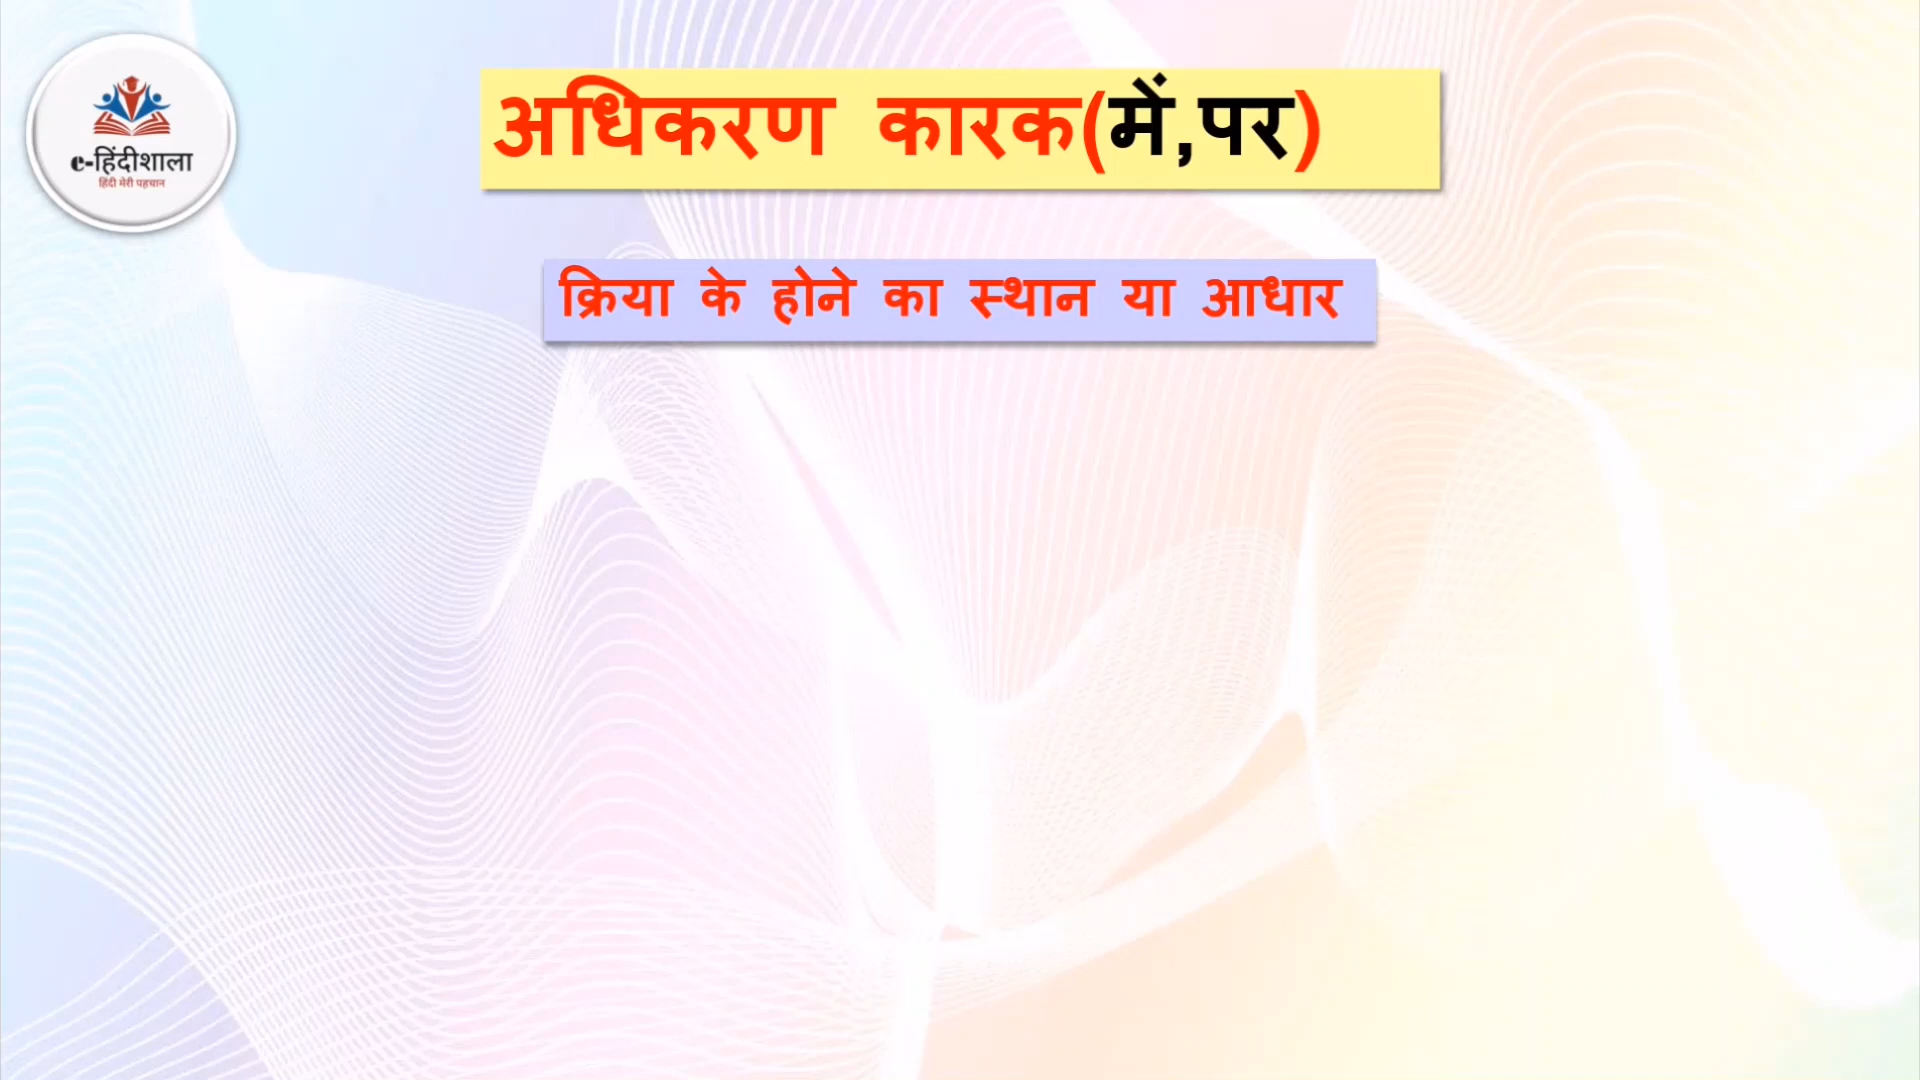 e-हिंदीशाला
हिंदी मेरी पहचान
अधिकरण कारक(में,पर)
क्रिया के होने का स्थान या आधार